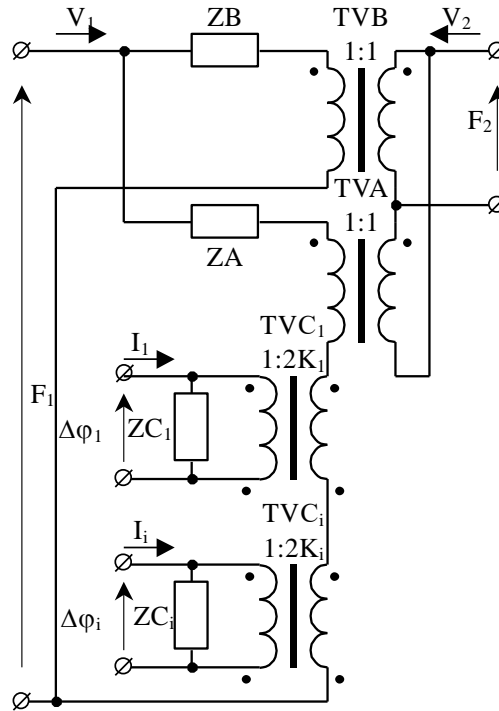 V₁ ZB TVB V₂
1:1
F₂
TVA
1:1
ZA
TVC₁
I₁ 1:2K₁
F₁
Δφ₁ ZC₁
TVCᵢ
Iᵢ 1:2Kᵢ
Δφᵢ ZCᵢ